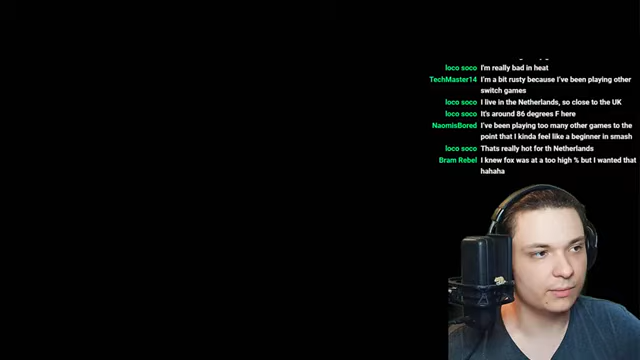 loco soco I'm really bad in heat
TechMaster14 I'm a bit rusty because I've been playing other
switch games
loco soco I live in the Netherlands, so close to the UK
loco soco It's around 86 degrees F here
NaomisBored I've been playing too many other games to the
point that I kinda feel like a beginner in smash
loco soco Thats really hot for th Netherlands
Bram Rebel I knew fox was at a too high % but I wanted that
hahaha